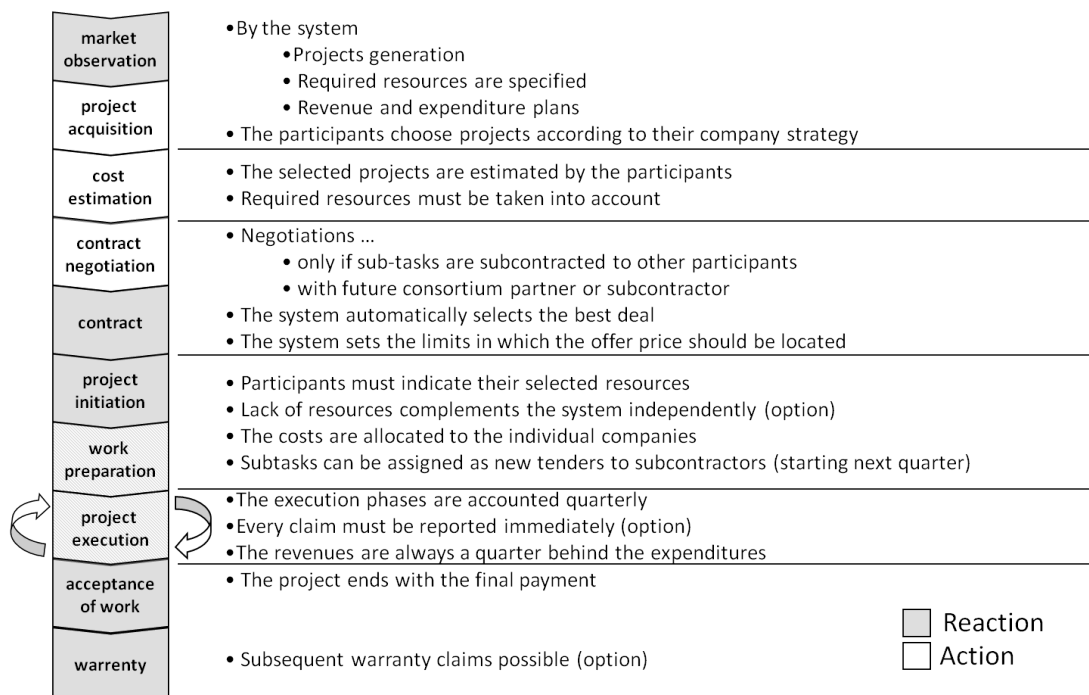 market
observation
•By the system
•Projects generation
• Required resources are specified
• Revenue and expenditure plans
project
acquisition
• The participants choose projects according to their company strategy
cost
estimation
• The selected projects are estimated by the participants
• Required resources must be taken into account
contract
negotiation
• Negotiations ...
• only if sub-tasks are subcontracted to other participants
• with future consortium partner or subcontractor
contract
• The system automatically selects the best deal
• The system sets the limits in which the offer price should be located
project
initiation
• Participants must indicate their selected resources
• Lack of resources complements the system independently (option)
work
preparation
• The costs are allocated to the individual companies
• Subtasks can be assigned as new tenders to subcontractors (starting next quarter)
project
execution
•The execution phases are accounted quarterly
•Every claim must be reported immediately (option)
•The revenues are always a quarter behind the expenditures
acceptance
of work
• The project ends with the final payment
warrenty
• Subsequent warranty claims possible (option)
Reaction
Action